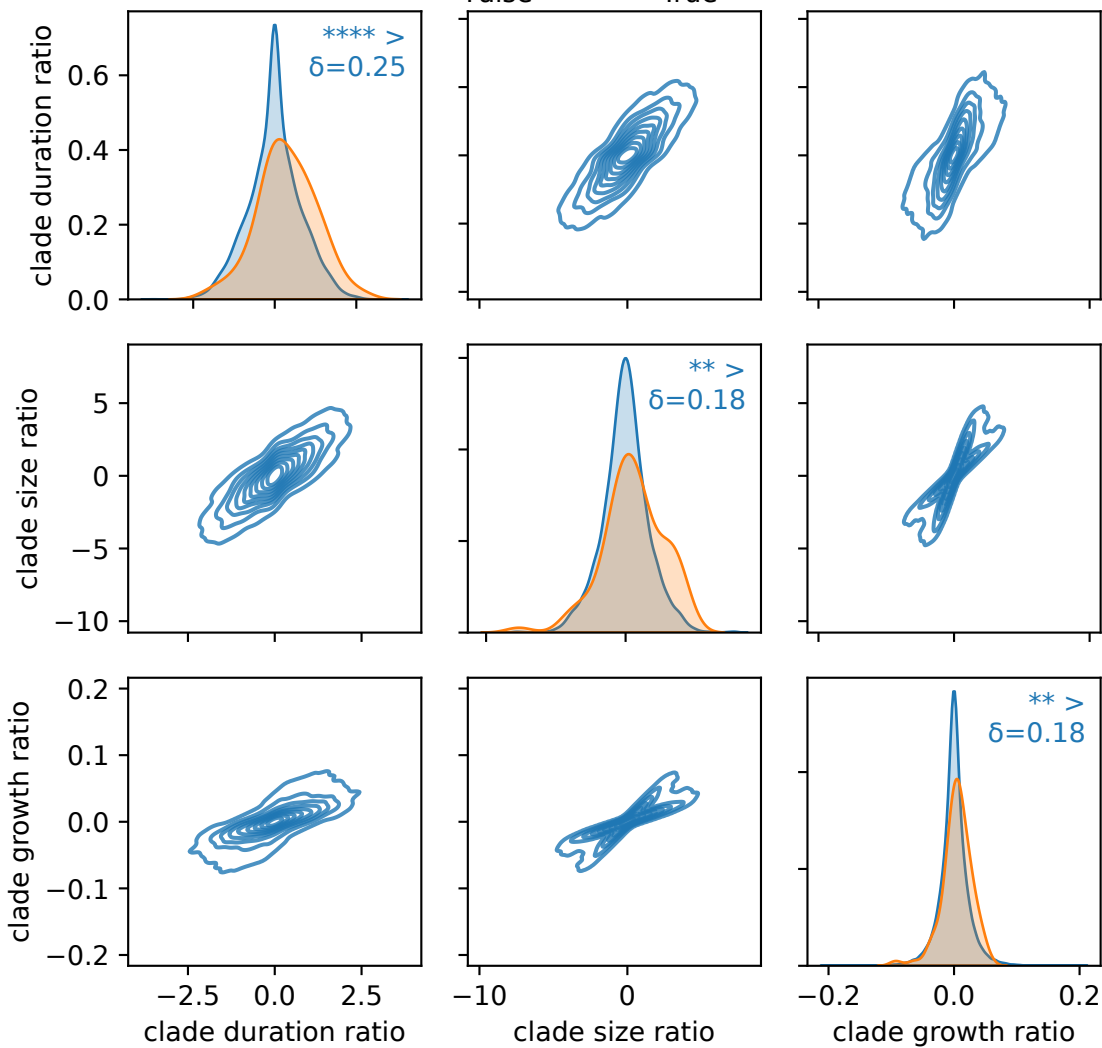 **** >
δ=0.25
clade duration ratio
0.6
0.4
0.2
0.0
** >
δ=0.18
clade size ratio
5
0
−5
−10
** >
δ=0.18
clade growth ratio
0.2
0.1
0.0
−0.1
−0.2
−2.5 0.0 2.5 −10 0 −0.2 0.0 0.2
clade duration ratio clade size ratio clade growth ratio